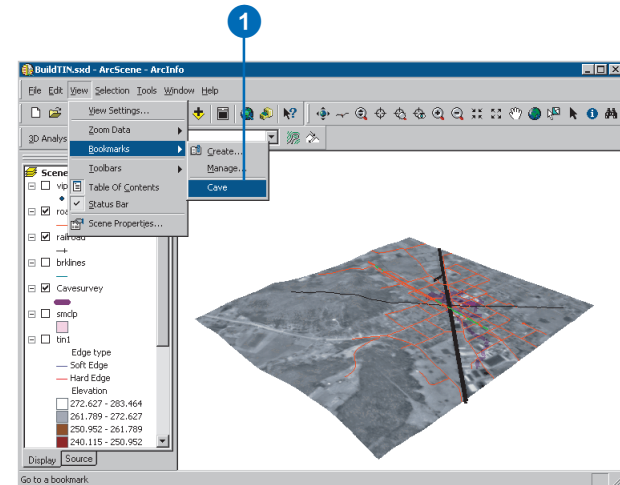 1
BuildTIN.sxd - ArcScene - ArcInfo
File Edit View Selection Tools Window Help
View Settings...
Zoom Data
Bookmarks
Toolbars
Table Of Contents
Status Bar
Scene Properties...
Create...
Manage...
Cave
3D Analys
Scene
vip
roa
railroad
brklines
Cavesurvey
smclp
tin1
Edge type
Soft Edge
Hard Edge
Elevation
272.627 - 283.464
261.789 - 272.627
250.952 - 261.789
240.115 - 250.952
Display Source
Go to a bookmark